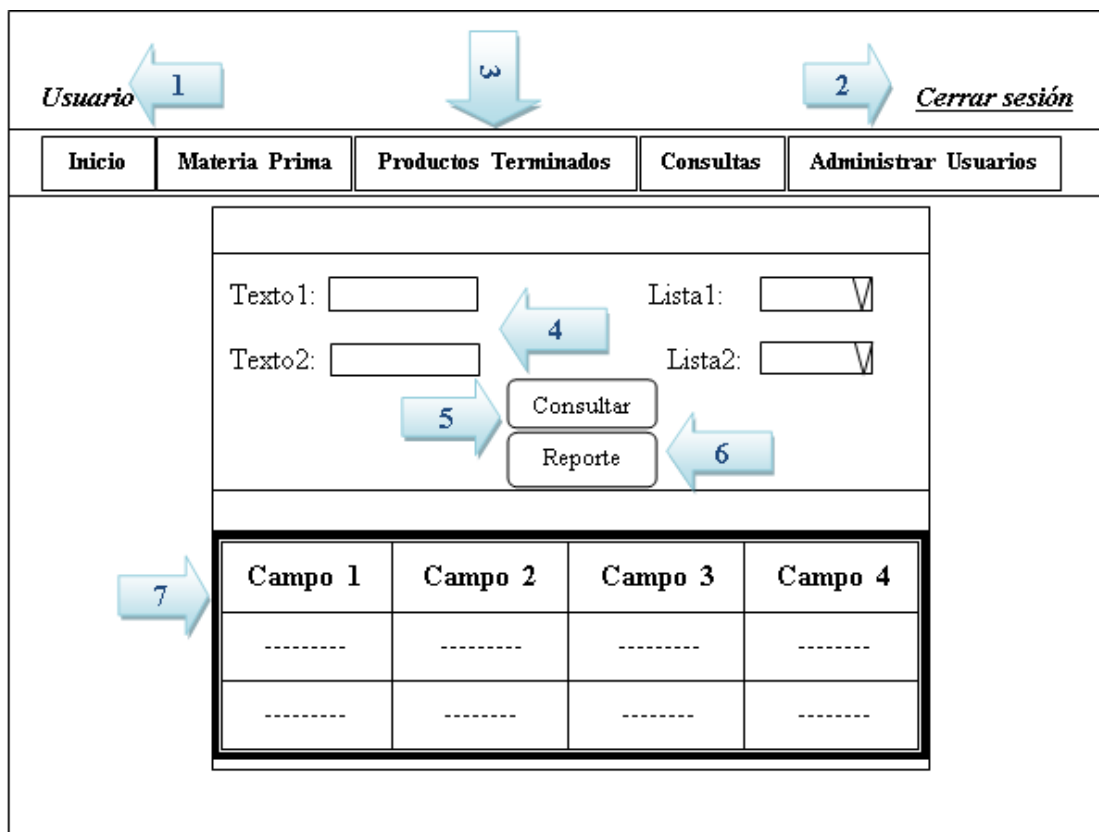 3
1
2
Usuario
Cerrar sesión
Inicio Materia Prima Productos Terminados Consultas Administrar Usuarios
Texto1: Lista1:
4
Texto2: Lista2:
Consultar
5
Reporte
6
Campo 1 Campo 2 Campo 3 Campo 4
7
--------- --------- --------- --------
--------- -------- -------- --------